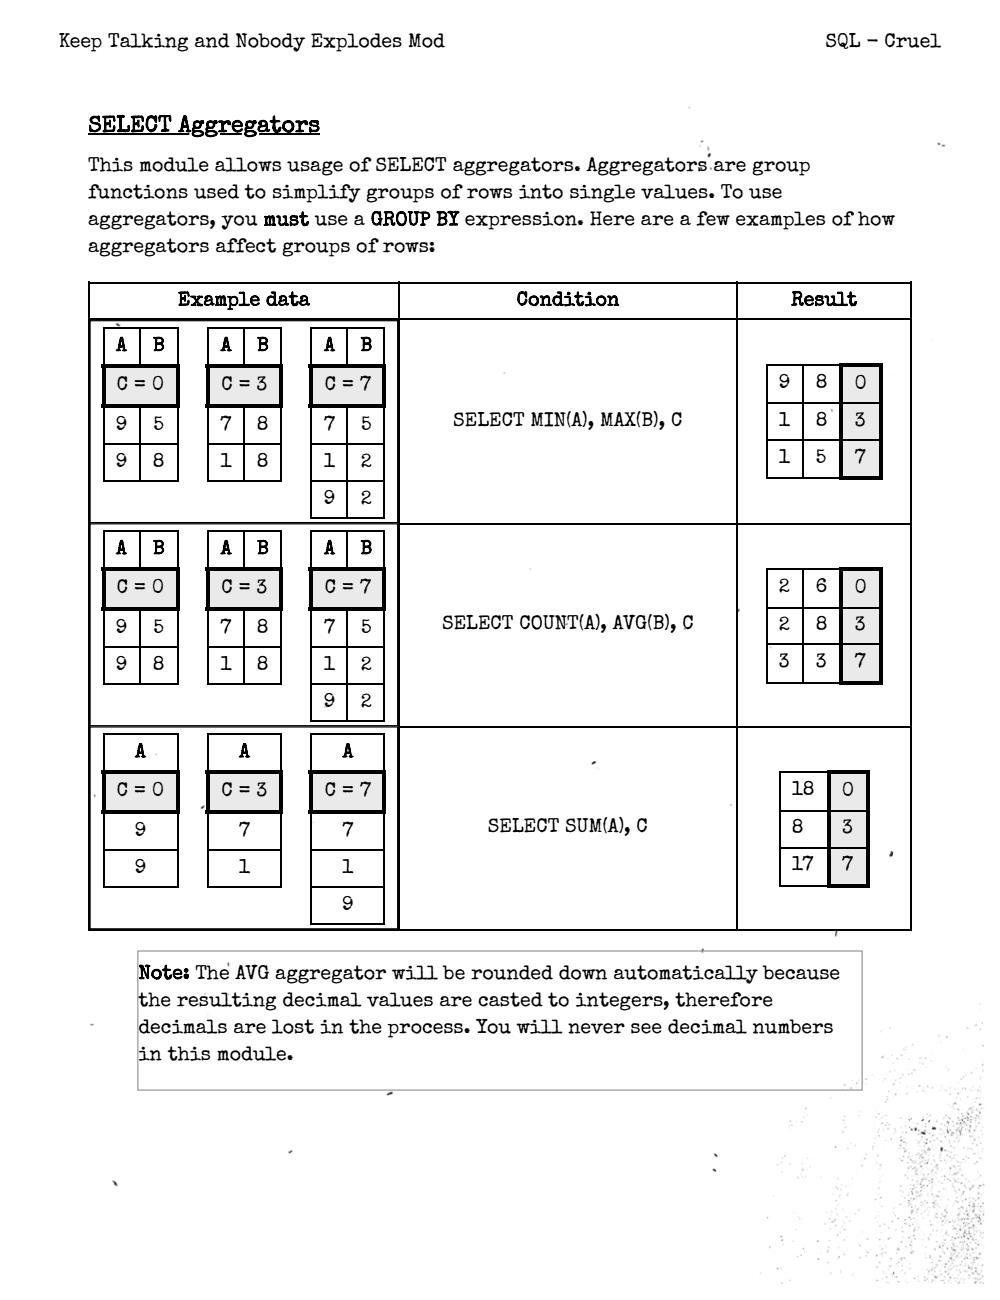 Keep Talking and Nobody Explodes Mod SQL - Cruel
SELECT Aggregators
This module allows usage of SELECT aggregators. Aggregators are group
functions used to simplify groups of rows into single values. To use
aggregators, you must use a GROUP BY expression. Here are a few examples of how
aggregators affect groups of rows:
Example data Condition Result
A B A B A B
C = 0 C = 3 C = 7
9 5 7 8 7 5
9 8 1 8 1 2
9 2
SELECT MIN(A), MAX(B), C
9 8 0
1 8 3
1 5 7
A B A B A B
C = 0 C = 3 C = 7
9 5 7 8 7 5
9 8 1 8 1 2
9 2
SELECT COUNT(A), AVG(B), C
2 6 0
2 8 3
3 3 7
A A A
C = 0 C = 3 C = 7
9 7 7
9 1 1
9
SELECT SUM(A), C
18 0
8 3
17 7
Note: The AVG aggregator will be rounded down automatically because
the resulting decimal values are casted to integers, therefore
decimals are lost in the process. You will never see decimal numbers
in this module.